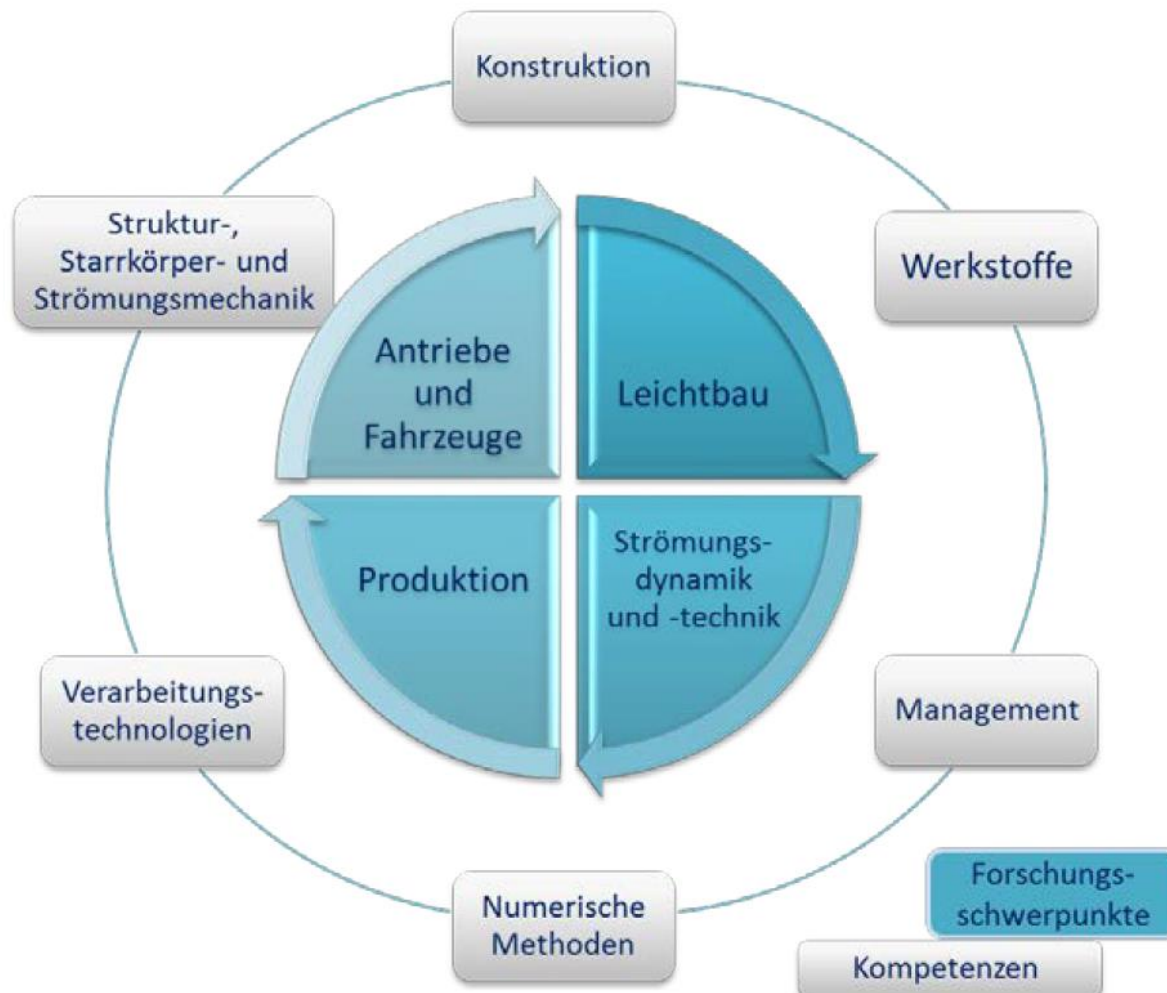 Konstruktion
Struktur-,
Starrkörper- und
Strömungsmechanik
Werkstoffe
Antriebe
und
Fahrzeuge
Leichtbau
Produktion
Strömungs-
dynamik
und -technik
Verarbeitungs-
technologien
Management
Numerische
Methoden
Forschungs-
schwerpunkte
Kompetenzen